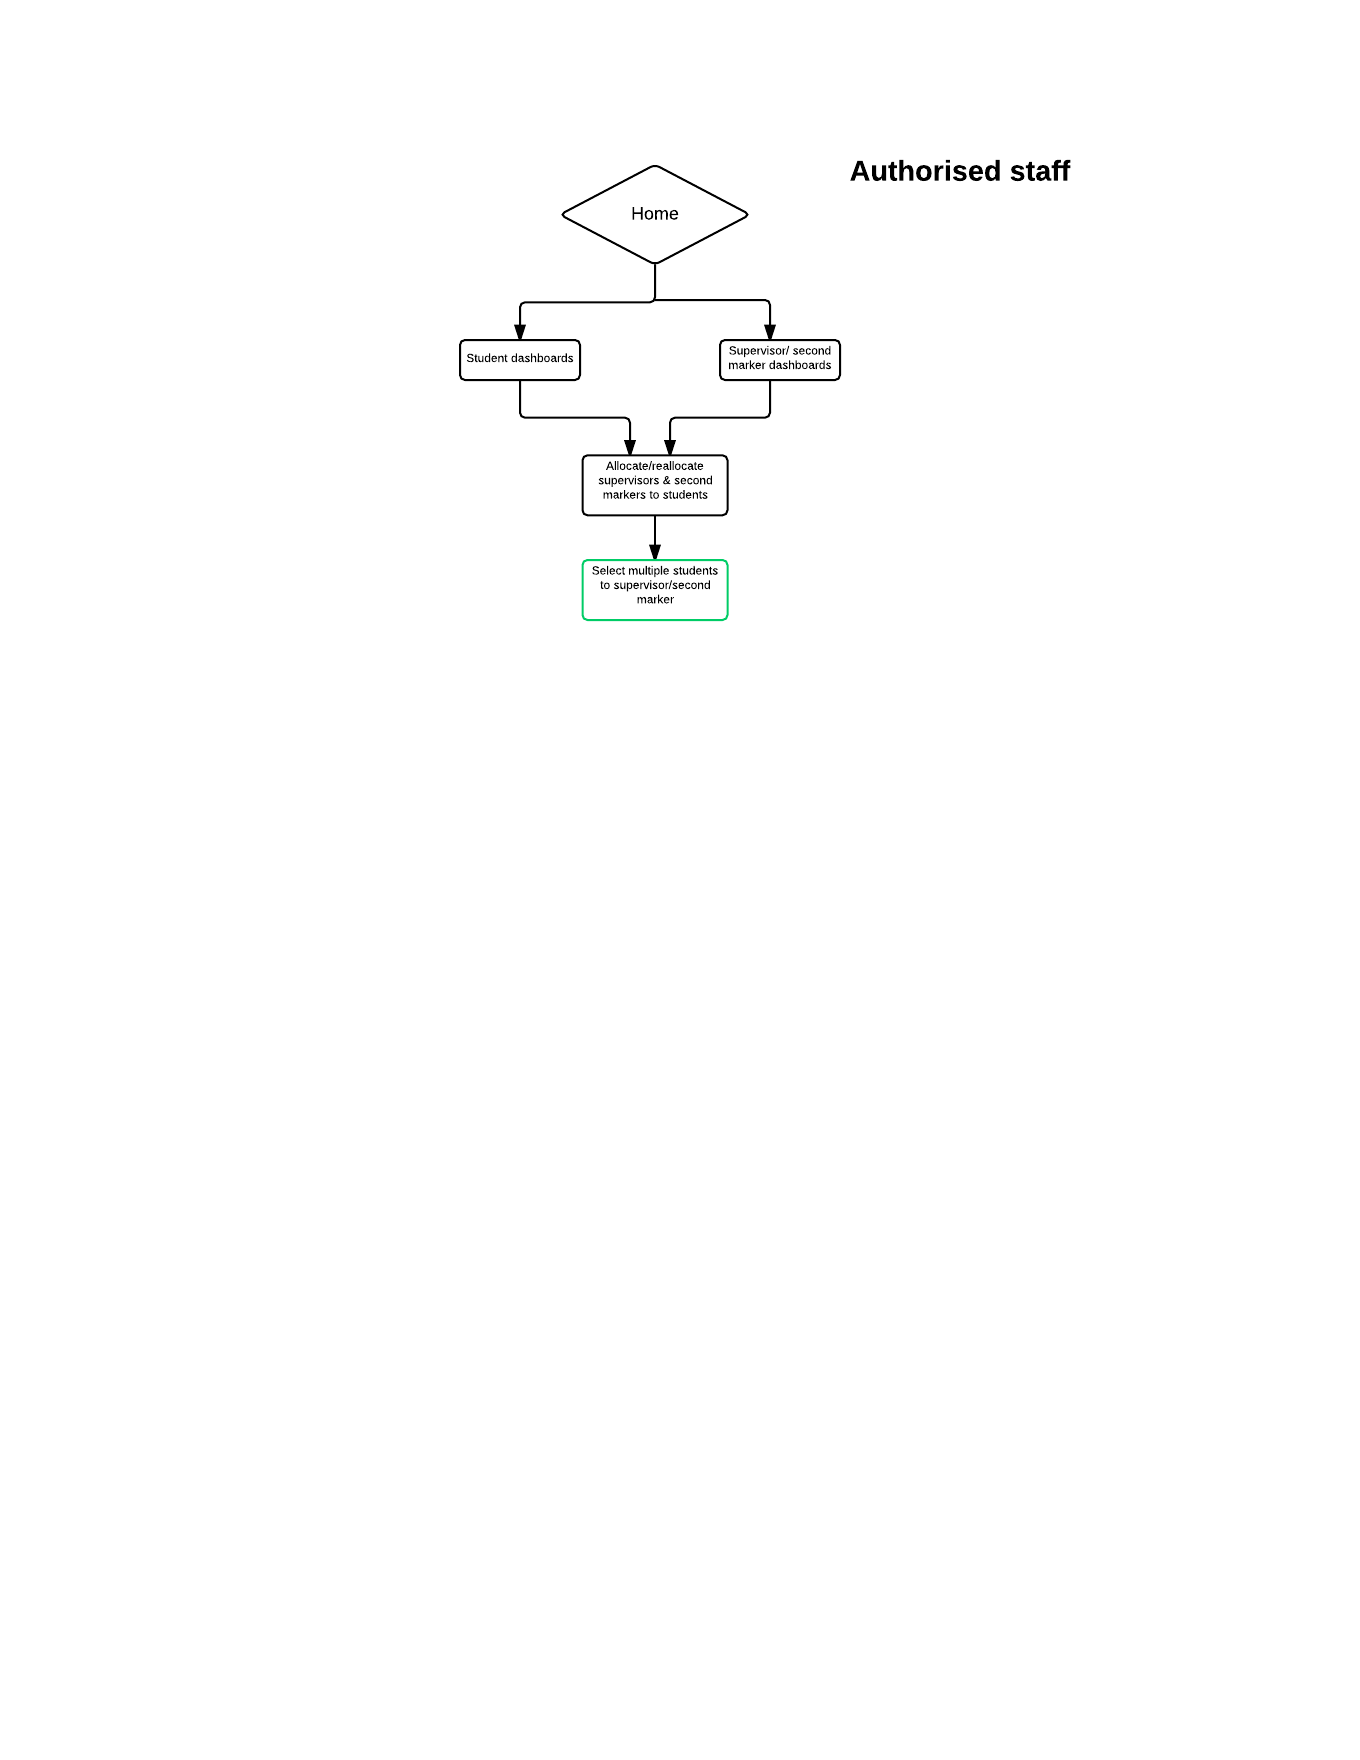 Authorised staff
Home
Student dashboards
Supervisor/ second
marker dashboards
Allocate/reallocate
supervisors & second
markers to students
Select multiple students
to supervisor/second
marker